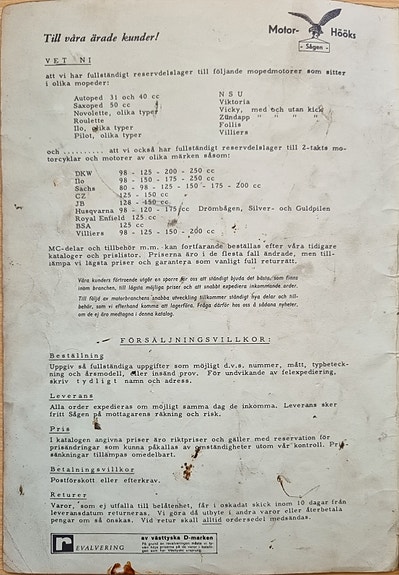 Till våra ärade kunder!
Motor- Hööks
- Sågen -
VET NI
att vi har fullständigt reservdelslager till följande mopedmotorer som sitter
i olika mopeder:
Autoped 31 och 40 cc NSU
Saxoped 50 cc Viktoria
Novolette, olika typer Vicky, med och utan kick
Roulette Zündapp " " " "
Ilo, olika typer Follis
Pilot, olika typer Villiers
och .......... att vi också har fullständigt reservdelslager till 2-takts mo-
torcyklar och motorer av olika märken såsom:
DKW 98 - 125 - 200 - 250 cc
Ilo 98 - 150 - 175 - 250 cc
Sachs 80 - 98 - 125 - 150 - 175 - 200 cc
CZ 125 - 150 cc
JB 128 - 150 cc
Husqvarna 98 - 120 - 175 cc Drömbågen, Silver- och Guldpilen
Royal Enfield 125 cc
BSA 125 cc
Villiers 98 - 125 - 150 - 200 cc
MC-delar och tillbehör m.m. kan fortfarande beställas efter våra tidigare
kataloger och prislistor. Priserna äro i de flesta fall ändrade, men till-
lämpa vi lägsta priser och garantera som vanligt full returrätt.
Våra kunders förtroende utgör en sporre för oss att ständigt bjuda det bästa, som finns
inom branchen, till lägsta möjliga priser och att snabbt expediera inkommande order.
Till följd av motorbranschens snabba utveckling tillkommer ständigt nya delar och till-
behör, som vi efterhand komma att lagerföra. Fråga därför hos oss å sådana nyheter,
om de ej äro medtagna i denna katalog.
FÖRSÄLJNINGSVILLKOR:
Beställning
Uppgiv så fullständiga uppgifter som möjligt d.v.s. nummer, mått, typbeteck-
ning och årsmodell, eller insänd prov. För undvikande av felexpediering,
skriv tydligt namn och adress.
Leverans
Alla order expedieras om möjligt samma dag de inkomma. Leverans sker
fritt Sågen på mottagarens räkning och risk.
Pris
I katalogen angivna priser äro riktpriser och gäller med reservation för
prisändringar som kunna påkallas av omständigheter utom vår kontroll. Pris-
sänkningar tillämpas omedelbart.
Betalningsvillkor
Postförskott eller efterkrav.
Returer
Varor, som ej utfalla till belåtenhet, får i oskadat skick inom 10 dagar från
leveransdatum returneras. Vi göra då utbyte i andra varor eller återbetala
pengar om så önskas. Vid retur skall alltid ordersedel medsändas.
r EVALVERING
av västtyska D-marken